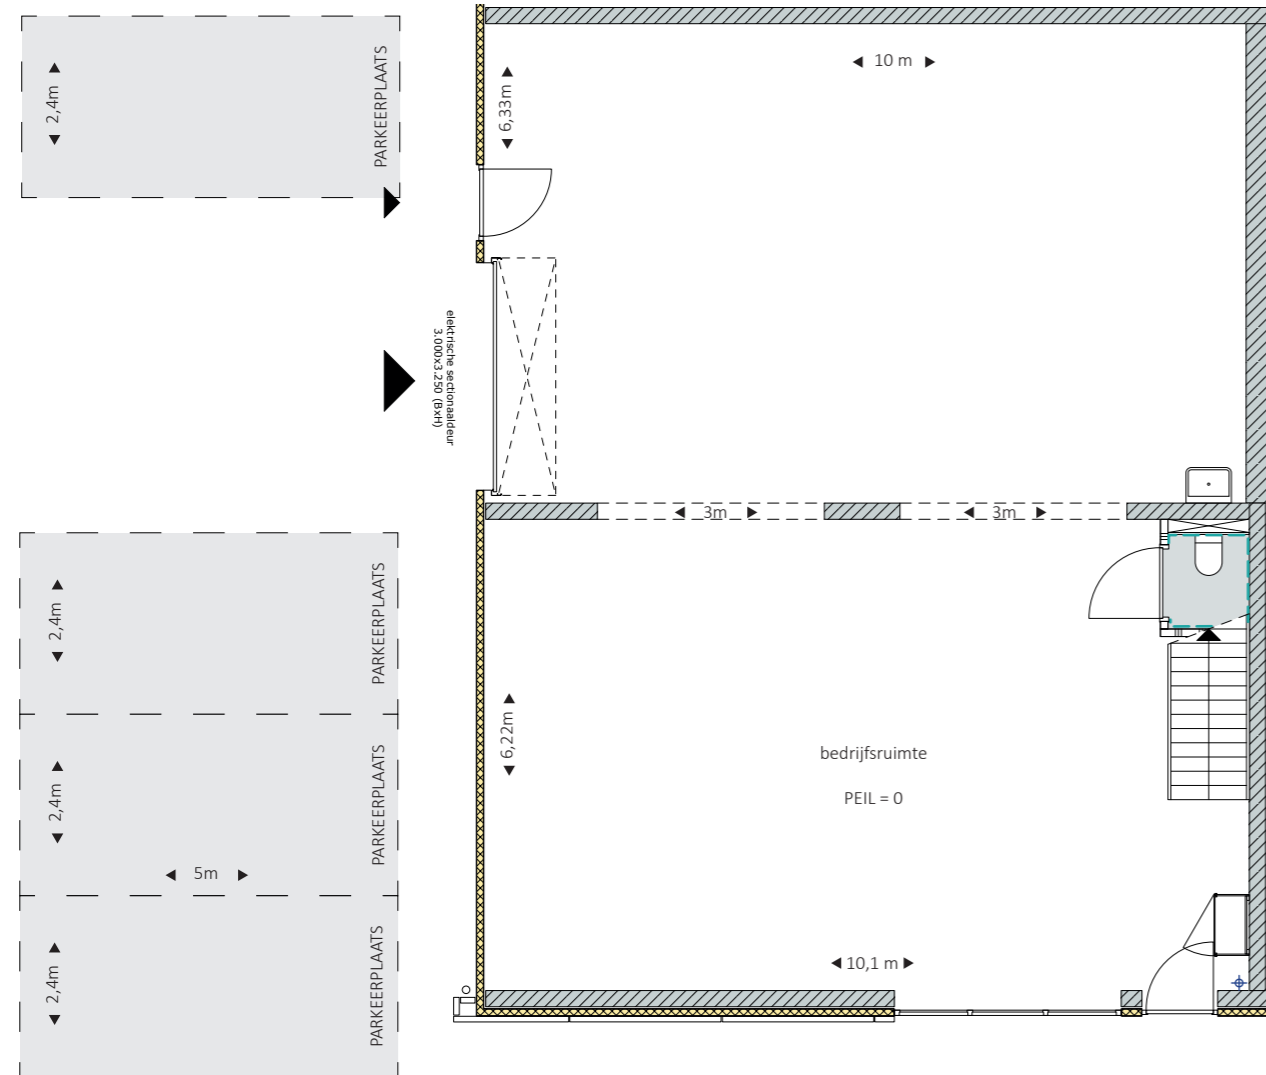 2,4m
PARKEERPLAATS
6,33m
10 m
elektrische sectionaaldeur
3.000x3.250 (BxH)
3m
3m
2,4m
PARKEERPLAATS
6,22m
bedrijfsruimte
PEIL = 0
2,4m
PARKEERPLAATS
5m
2,4m
PARKEERPLAATS
10,1 m